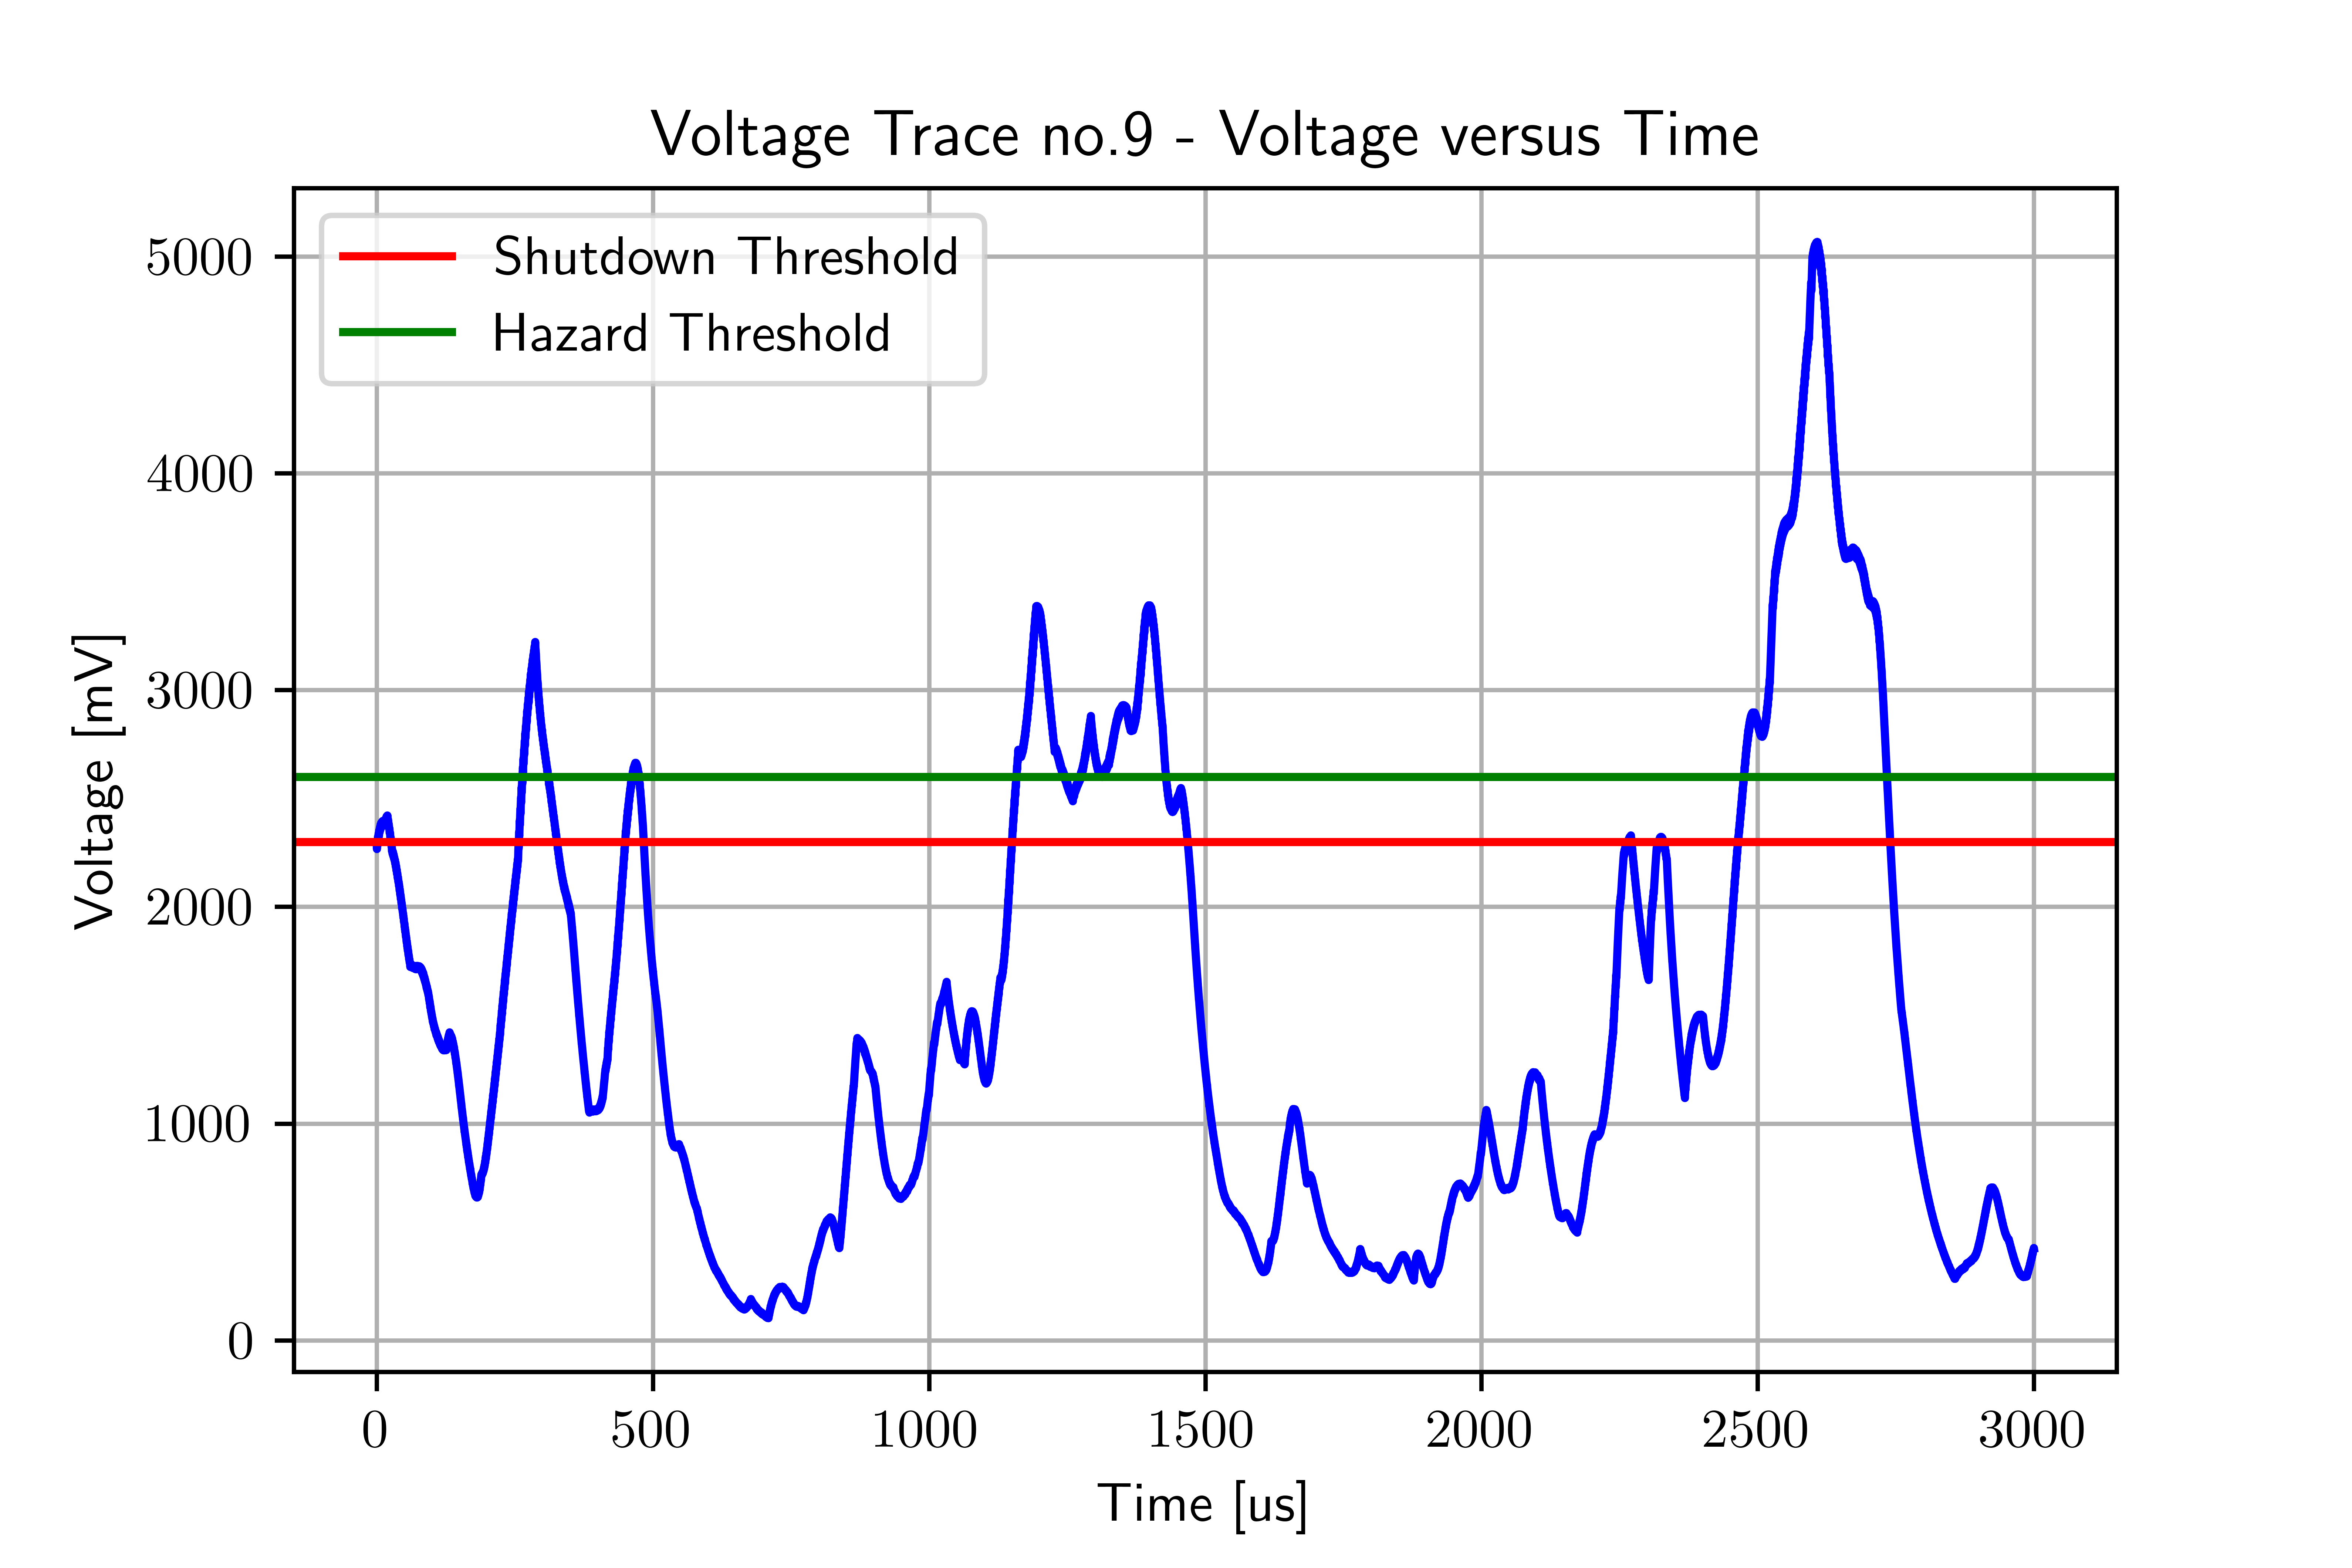 Voltage Trace no.9 - Voltage versus Time
Shutdown Threshold
Hazard Threshold
Voltage [mV]
5000
4000
3000
2000
1000
0
0 500 1000 1500 2000 2500 3000
Time [us]